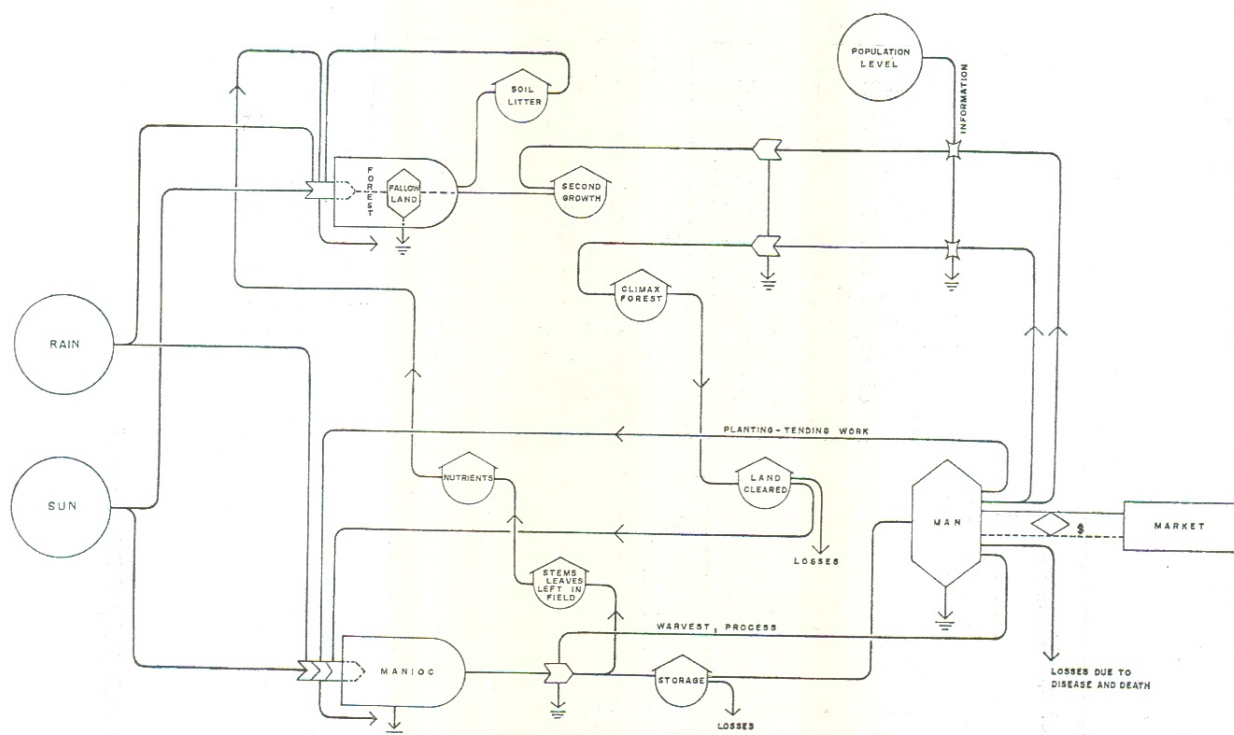 POPULATION
LEVEL
INFORMATION
SOIL
LITTER
FOREST
FALLOW
LAND
SECOND
GROWTH
CLIMAX
FOREST
RAIN
PLANTING-TENDING WORK
SUN
NUTRIENTS
LAND
CLEARED
LOSSES
MAN
$
MARKET
STEMS
LEAVES
LEFT IN
FIELD
WARVEST, PROCESS
MANIOC
STORAGE
LOSSES
LOSSES DUE TO
DISEASE AND DEATH